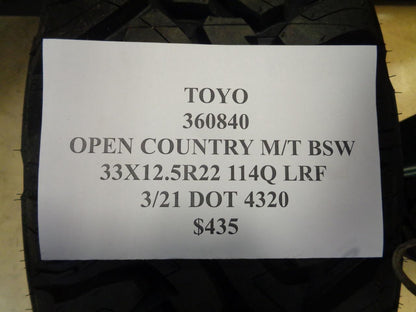 TOYO
360840
OPEN COUNTRY M/T BSW
33X12.5R22 114Q LRF
3/21 DOT 4320
$435